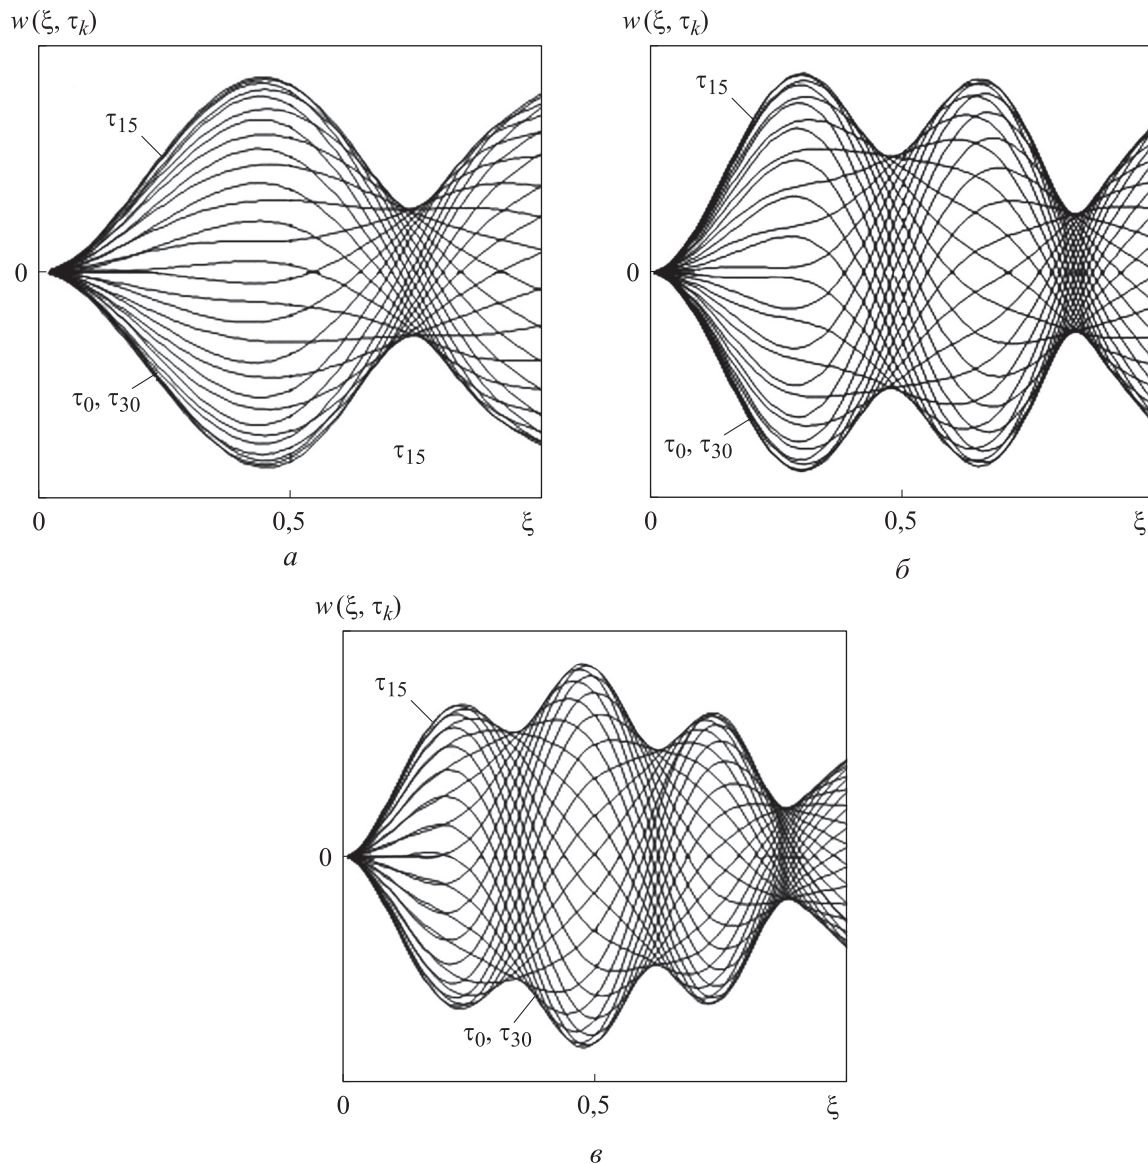 w(ξ, τₖ)
τ₁₅
0
τ₀, τ₃₀
τ₁₅
0
0,5
ξ
а
w(ξ, τₖ)
τ₁₅
0
τ₀, τ₃₀
0
0,5
ξ
б
w(ξ, τₖ)
τ₁₅
0
τ₀, τ₃₀
0
0,5
ξ
в